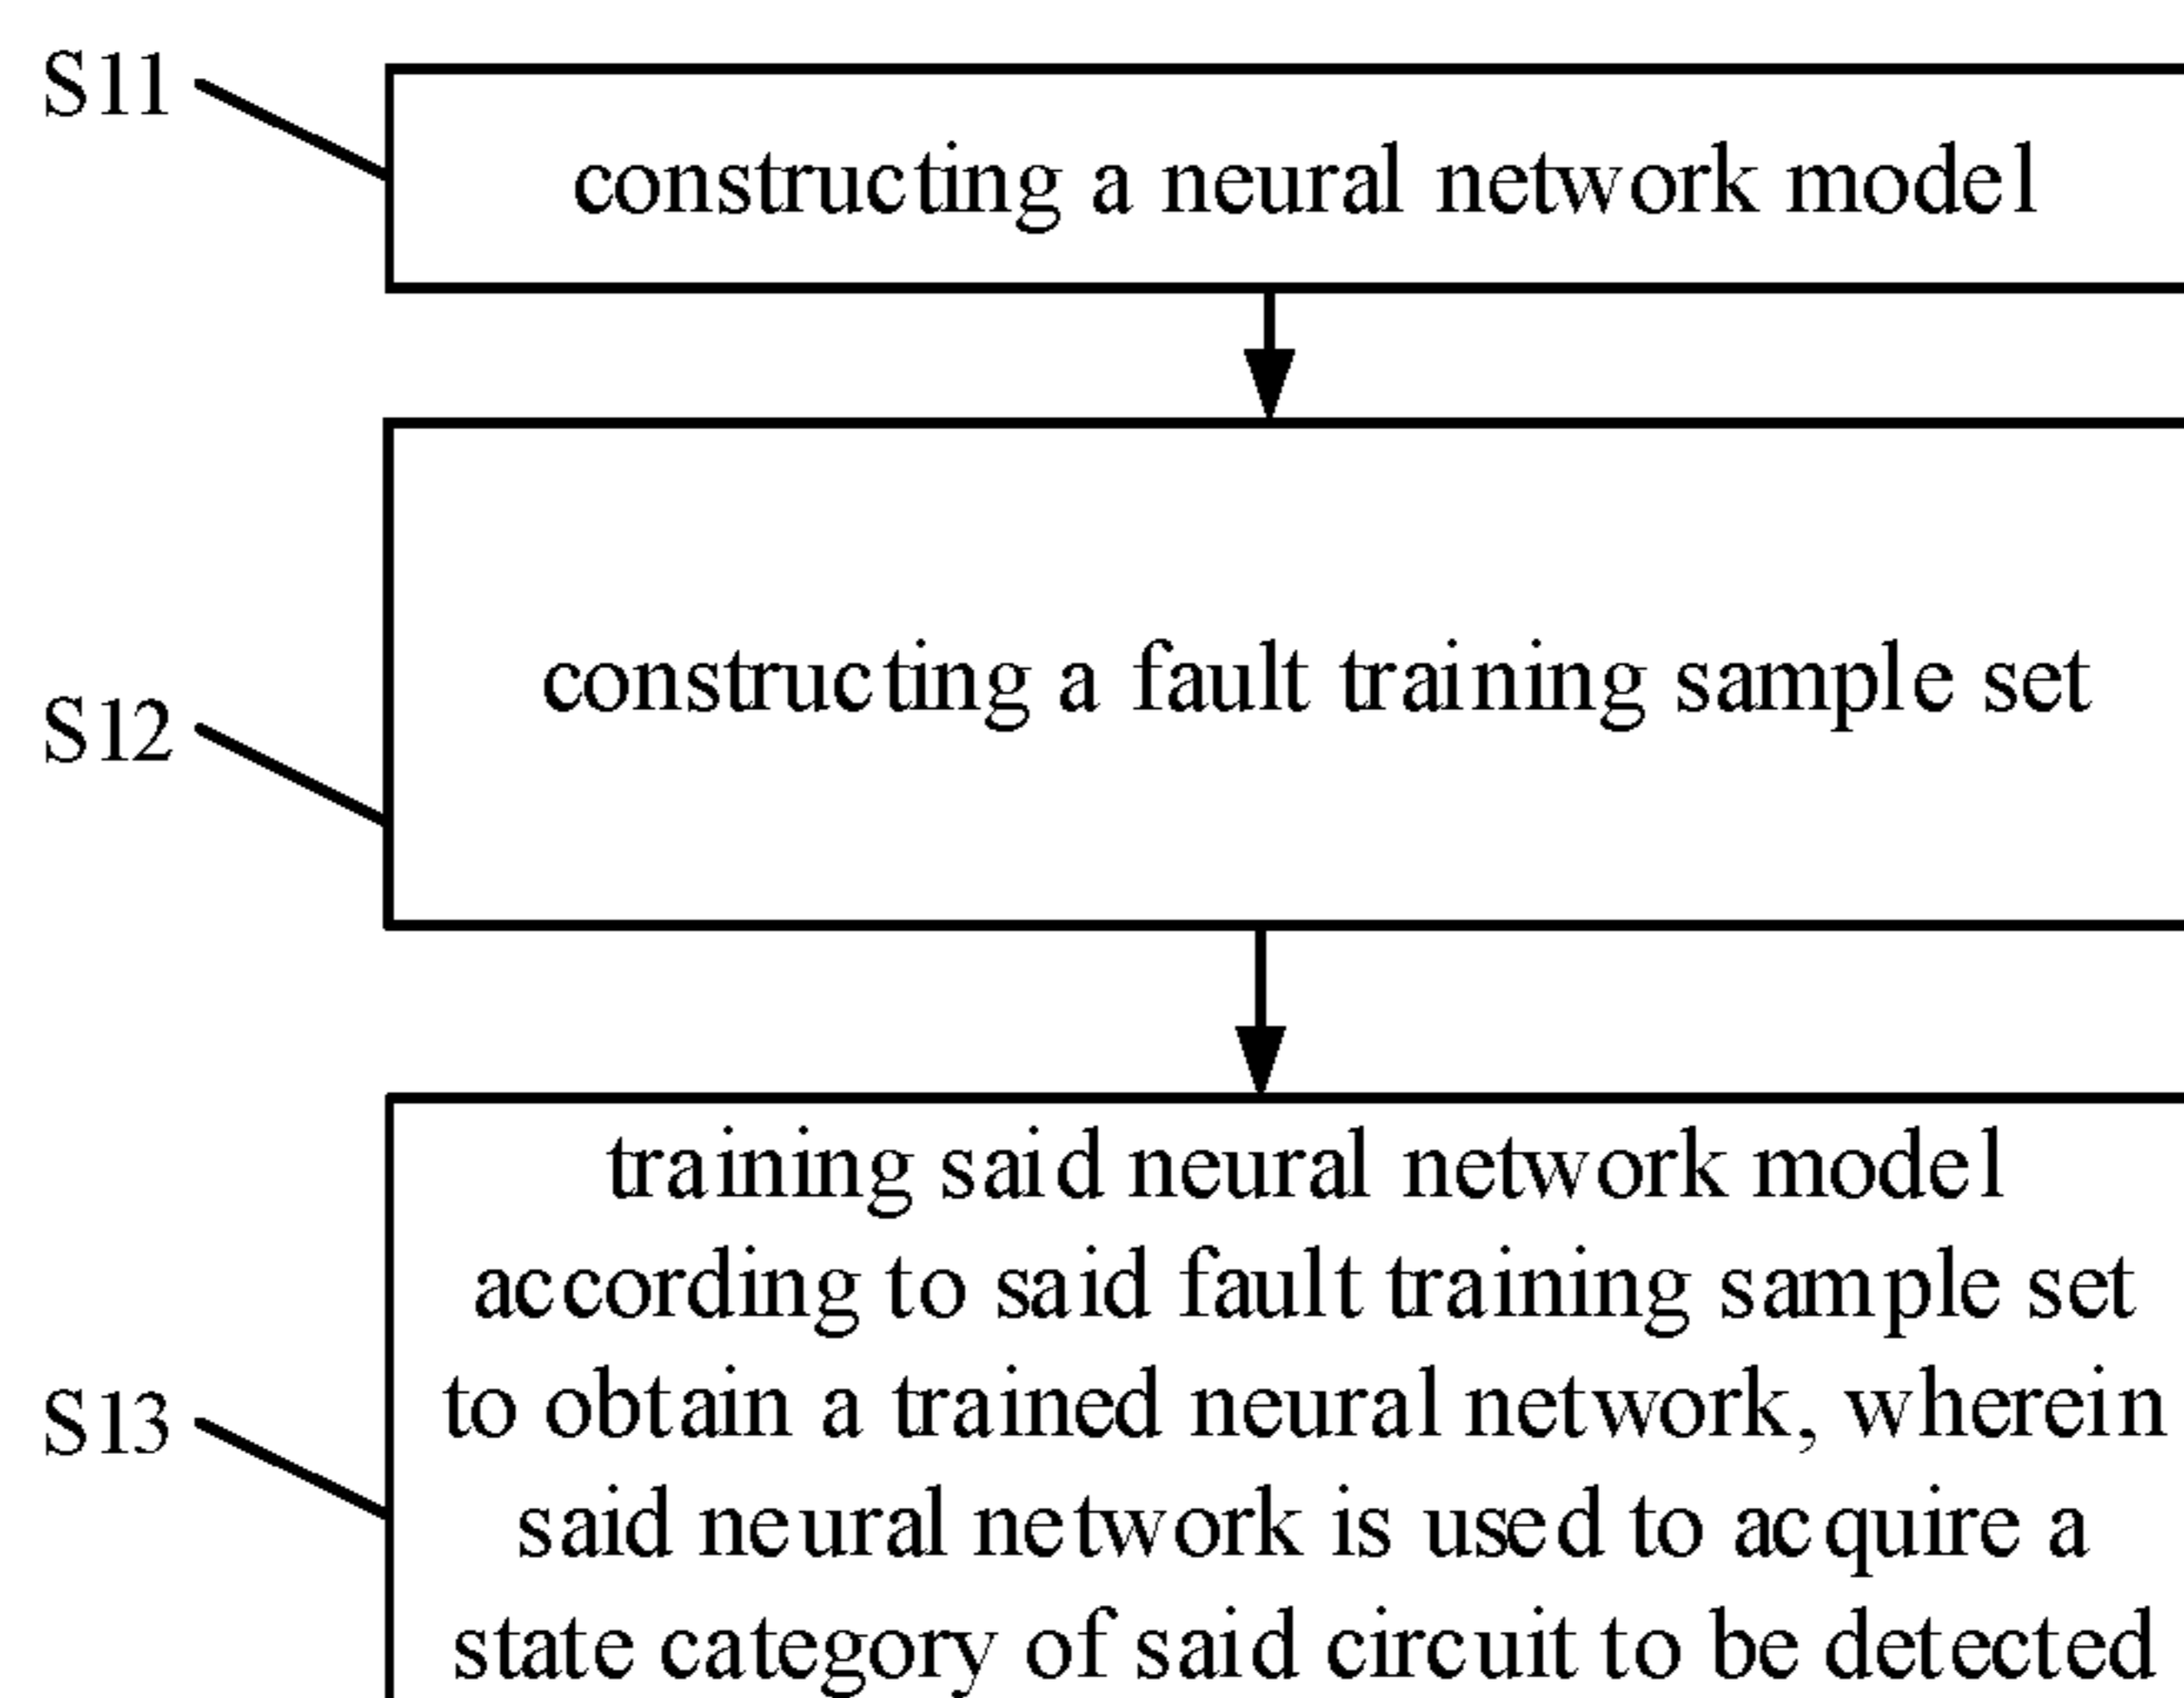 S11
constructing a neural network model
constructing a fault training sample set
S12
training said neural network model
according to said fault training sample set
to obtain a trained neural network, wherein
S13
said neural network is used to acquire a
state category of said circuit to be detected